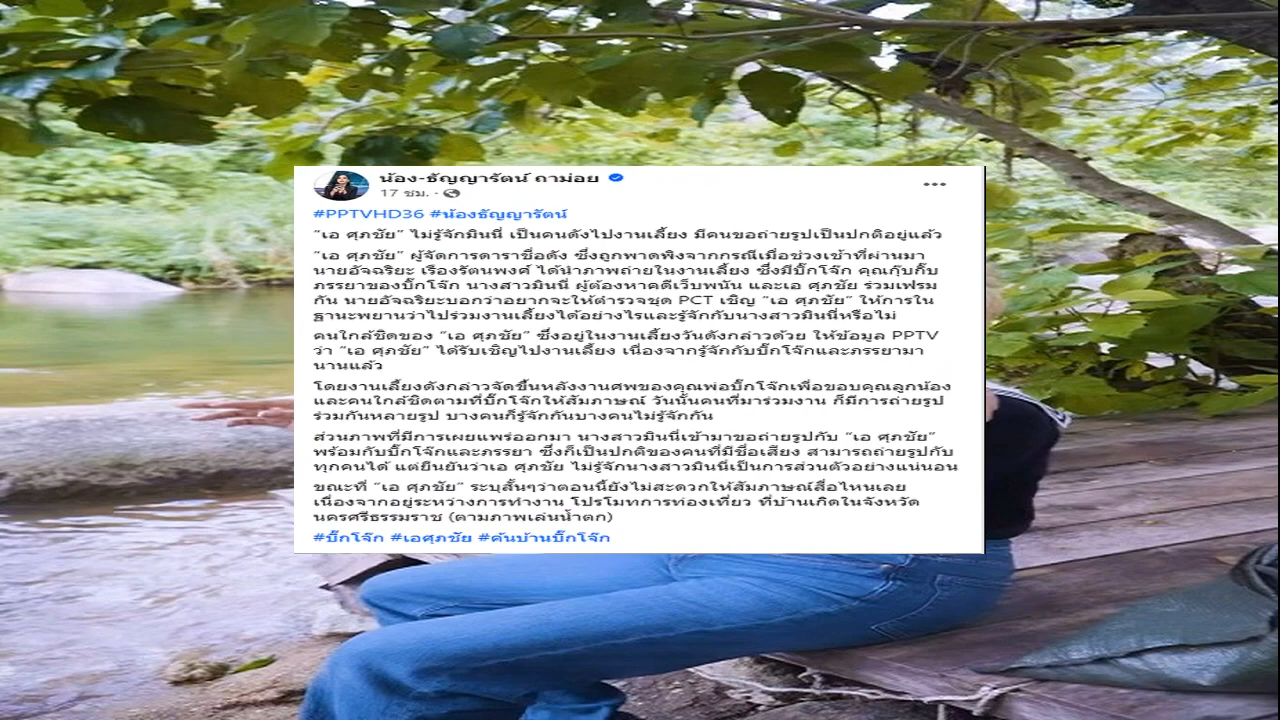 น้อง-ธัญญารัตน์ ถาม่อย
17 ชม. ·
#PPTVHD36 #น้องธัญญารัตน์
“เอ ศุภชัย” ไม่รู้จักมินนี่ เป็นคนดังไปงานเลี้ยง มีคนขอถ่ายรูปเป็นปกติอยู่แล้ว
“เอ ศุภชัย” ผู้จัดการดาราชื่อดัง ซึ่งถูกพาดพิงจากกรณีเมื่อช่วงเช้าที่ผ่านมา
นายอัจฉริยะ เรืองรัตนพงศ์ ได้นำภาพถ่ายในงานเลี้ยง ซึ่งมีบิ๊กโจ๊ก คุณกุ๊บกิ๊บ
ภรรยาของบิ๊กโจ๊ก นางสาวมินนี่ ผู้ต้องหาคดีเว็บพนัน และเอ ศุภชัย ร่วมเฟรม
กัน นายอัจฉริยะบอกว่าอยากจะให้ตำรวจชุด PCT เชิญ “เอ ศุภชัย” ให้การใน
ฐานะพยานว่าไปร่วมงานเลี้ยงได้อย่างไรและรู้จักกับนางสาวมินนี่หรือไม่
คนใกล้ชิดของ “เอ ศุภชัย” ซึ่งอยู่ในงานเลี้ยงวันดังกล่าวด้วย ให้ข้อมูล PPTV
ว่า “เอ ศุภชัย” ได้รับเชิญไปงานเลี้ยง เนื่องจากรู้จักกับบิ๊กโจ๊กและภรรยามา
นานแล้ว
โดยงานเลี้ยงดังกล่าวจัดขึ้นหลังงานศพของคุณพ่อบิ๊กโจ๊กเพื่อขอบคุณลูกน้อง
และคนใกล้ชิดตามที่บิ๊กโจ๊กให้สัมภาษณ์ วันนั้นคนที่มาร่วมงาน ก็มีการถ่ายรูป
ร่วมกันหลายรูป บางคนก็รู้จักกันบางคนไม่รู้จักกัน
ส่วนภาพที่มีการเผยแพร่ออกมา นางสาวมินนี่เข้ามาขอถ่ายรูปกับ “เอ ศุภชัย”
พร้อมกับบิ๊กโจ๊กและภรรยา ซึ่งก็เป็นปกติของคนที่มีชื่อเสียง สามารถถ่ายรูปกับ
ทุกคนได้ แต่ยืนยันว่าเอ ศุภชัย ไม่รู้จักนางสาวมินนี่เป็นการส่วนตัวอย่างแน่นอน
ขณะที่ “เอ ศุภชัย” ระบุสั้นๆว่าตอนนี้ยังไม่สะดวกให้สัมภาษณ์สื่อไหนเลย
เนื่องจากอยู่ระหว่างการทำงาน โปรโมทการท่องเที่ยว ที่บ้านเกิดในจังหวัด
นครศรีธรรมราช (ตามภาพเล่นน้ำตก)
#บิ๊กโจ๊ก #เอศุภชัย #ค้นบ้านบิ๊กโจ๊ก